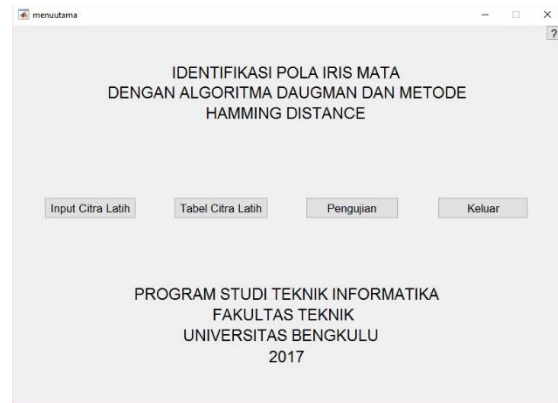 menuutama
?
IDENTIFIKASI POLA IRIS MATA
DENGAN ALGORITMA DAUGMAN DAN METODE
HAMMING DISTANCE
Input Citra Latih
Tabel Citra Latih
Pengujian
Keluar
PROGRAM STUDI TEKNIK INFORMATIKA
FAKULTAS TEKNIK
UNIVERSITAS BENGKULU
2017